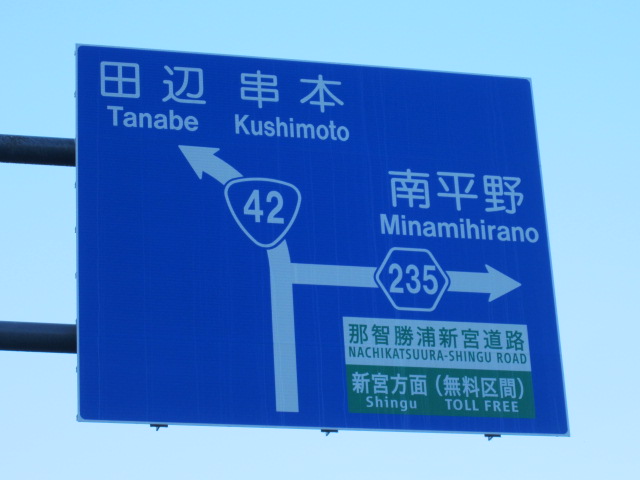 田辺 串本
Tanabe Kushimoto
42
南平野
Minamihirano
235
那智勝浦新宮道路
NACHIKATSUURA-SHINGU ROAD
新宮方面(無料区間)
Shingu TOLL FREE